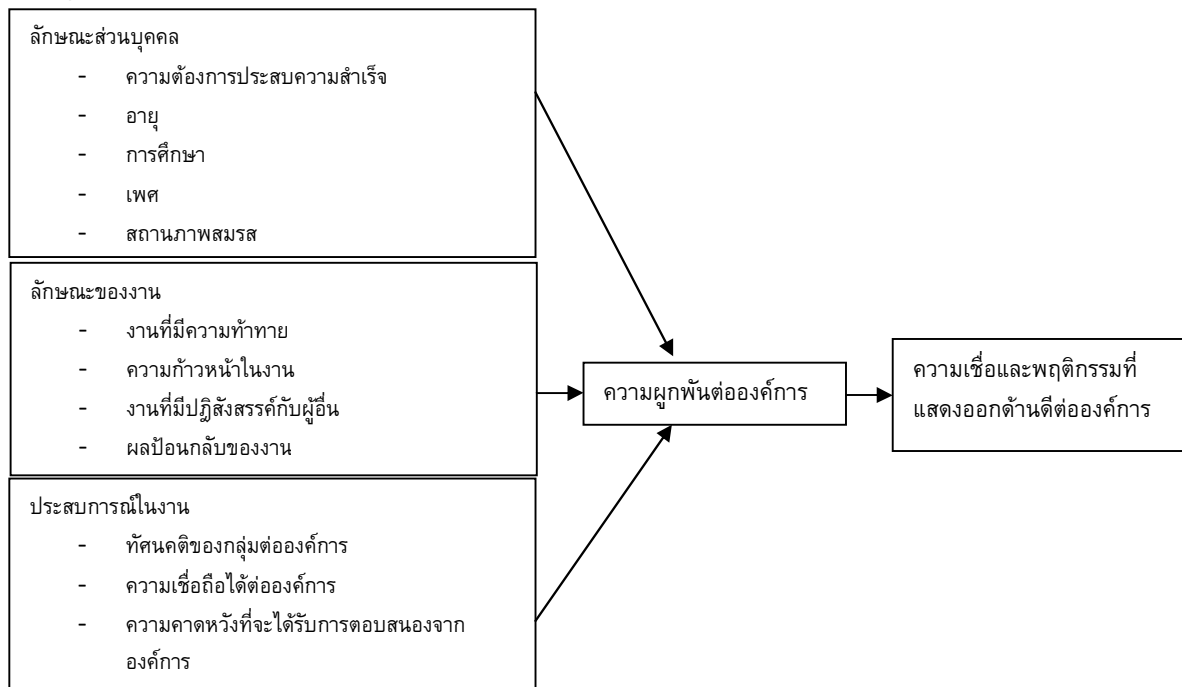 ลักษณะส่วนบุคคล
- ความต้องการประสบความสำเร็จ
- อายุ
- การศึกษา
- เพศ
- สถานภาพสมรส
ลักษณะของงาน
- งานที่มีความท้าทาย
- ความก้าวหน้าในงาน
- งานที่มีปฎิสังสรรค์กับผู้อื่น
- ผลป้อนกลับของงาน
ประสบการณ์ในงาน
- ทัศนคติของกลุ่มต่อองค์การ
- ความเชื่อถือได้ต่อองค์การ
- ความคาดหวังที่จะได้รับการตอบสนองจาก
องค์การ
ความผูกพันต่อองค์การ
ความเชื่อและพฤติกรรมที่
แสดงออกด้านดีต่อองค์การ